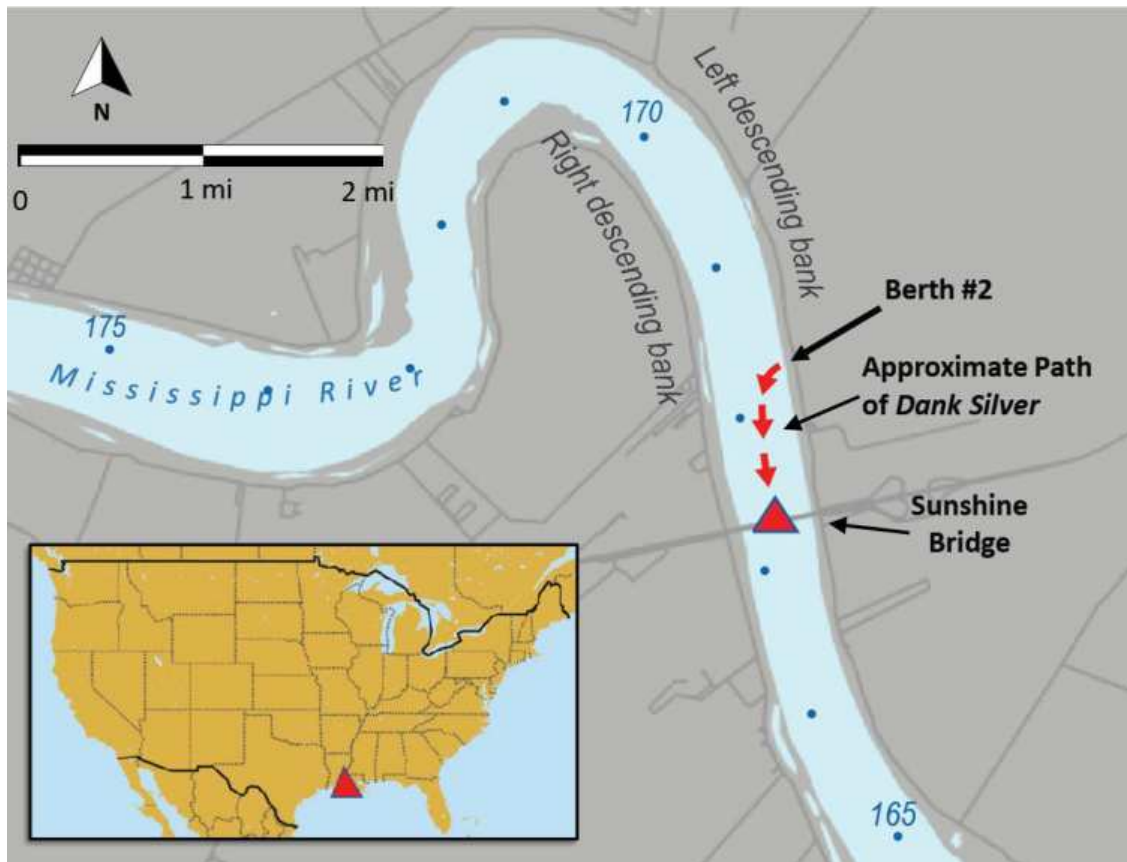 170
Left descending bank
Right descending bank
N
0
1 mi
2 mi
Berth #2
175
Mississippi River
Approximate Path
of Dank Silver
Sunshine
Bridge
165